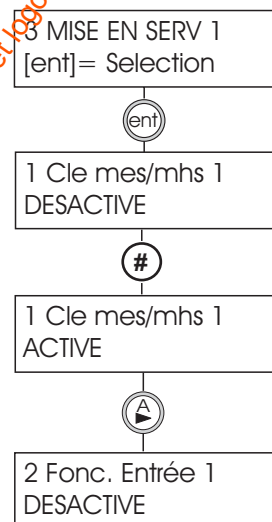 3 MISE EN SERV 1
[ent]= Selection
ent
1 Cle mes/mhs 1
DESACTIVE
#
1 Cle mes/mhs 1
ACTIVE
A
2 Fonc. Entrée 1
DESACTIVE